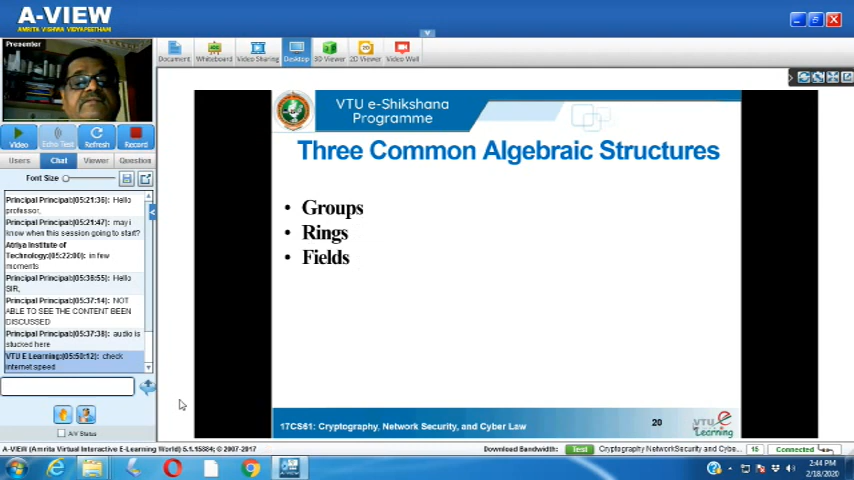 A-VIEW
AMRITA VISHWA VIDYAPEETHAM
Presenter
Document
Whiteboard
Video Sharing
Desktop
3D Viewer
2D Viewer
Video Wall
Video
Echo Test
Refresh
Record
Users
Chat
Viewer
Question
Font Size
Principal Principal(05:21:36): Hello
professor,
Principal Principal(05:21:47): may i
know when this session going to start?
Atriya Institute of
Technology:(05:22:00): in few
moments
Principal Principal(05:36:55): Hello
SIR,
Principal Principal(05:37:14): NOT
ABLE TO SEE THE CONTENT BEEN
DISCUSSED
Principal Principal(05:37:38): audio is
stucked here
VTU E Learning:(05:50:12): check
internet speed
A/V Status
VTU e-Shikshana
Programme
Three Common Algebraic Structures
• Groups
• Rings
• Fields
17CS61: Cryptography, Network Security, and Cyber Law
20
VTU e
Learning
A-VIEW (Amrita Virtual Interactive E-Learning World) 5.1.15884; © 2007-2017
Download Bandwidth:
Test
Cryptography NetworkSecurity and Cybe..
15
Connected
2:44 PM
2/18/2020